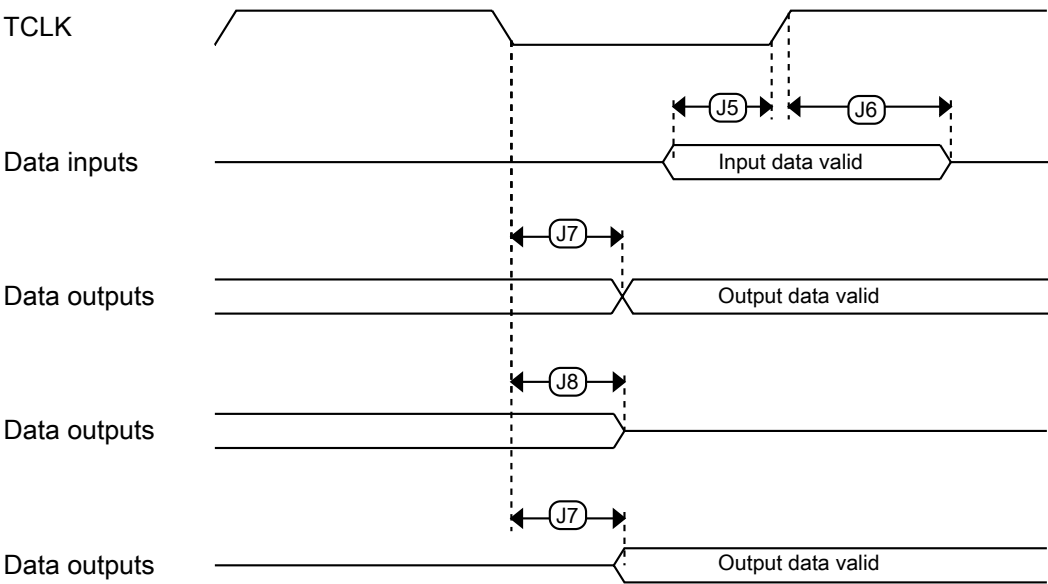 TCLK
J5
J6
Data inputs
Input data valid
J7
Data outputs
Output data valid
J8
Data outputs
J7
Data outputs
Output data valid